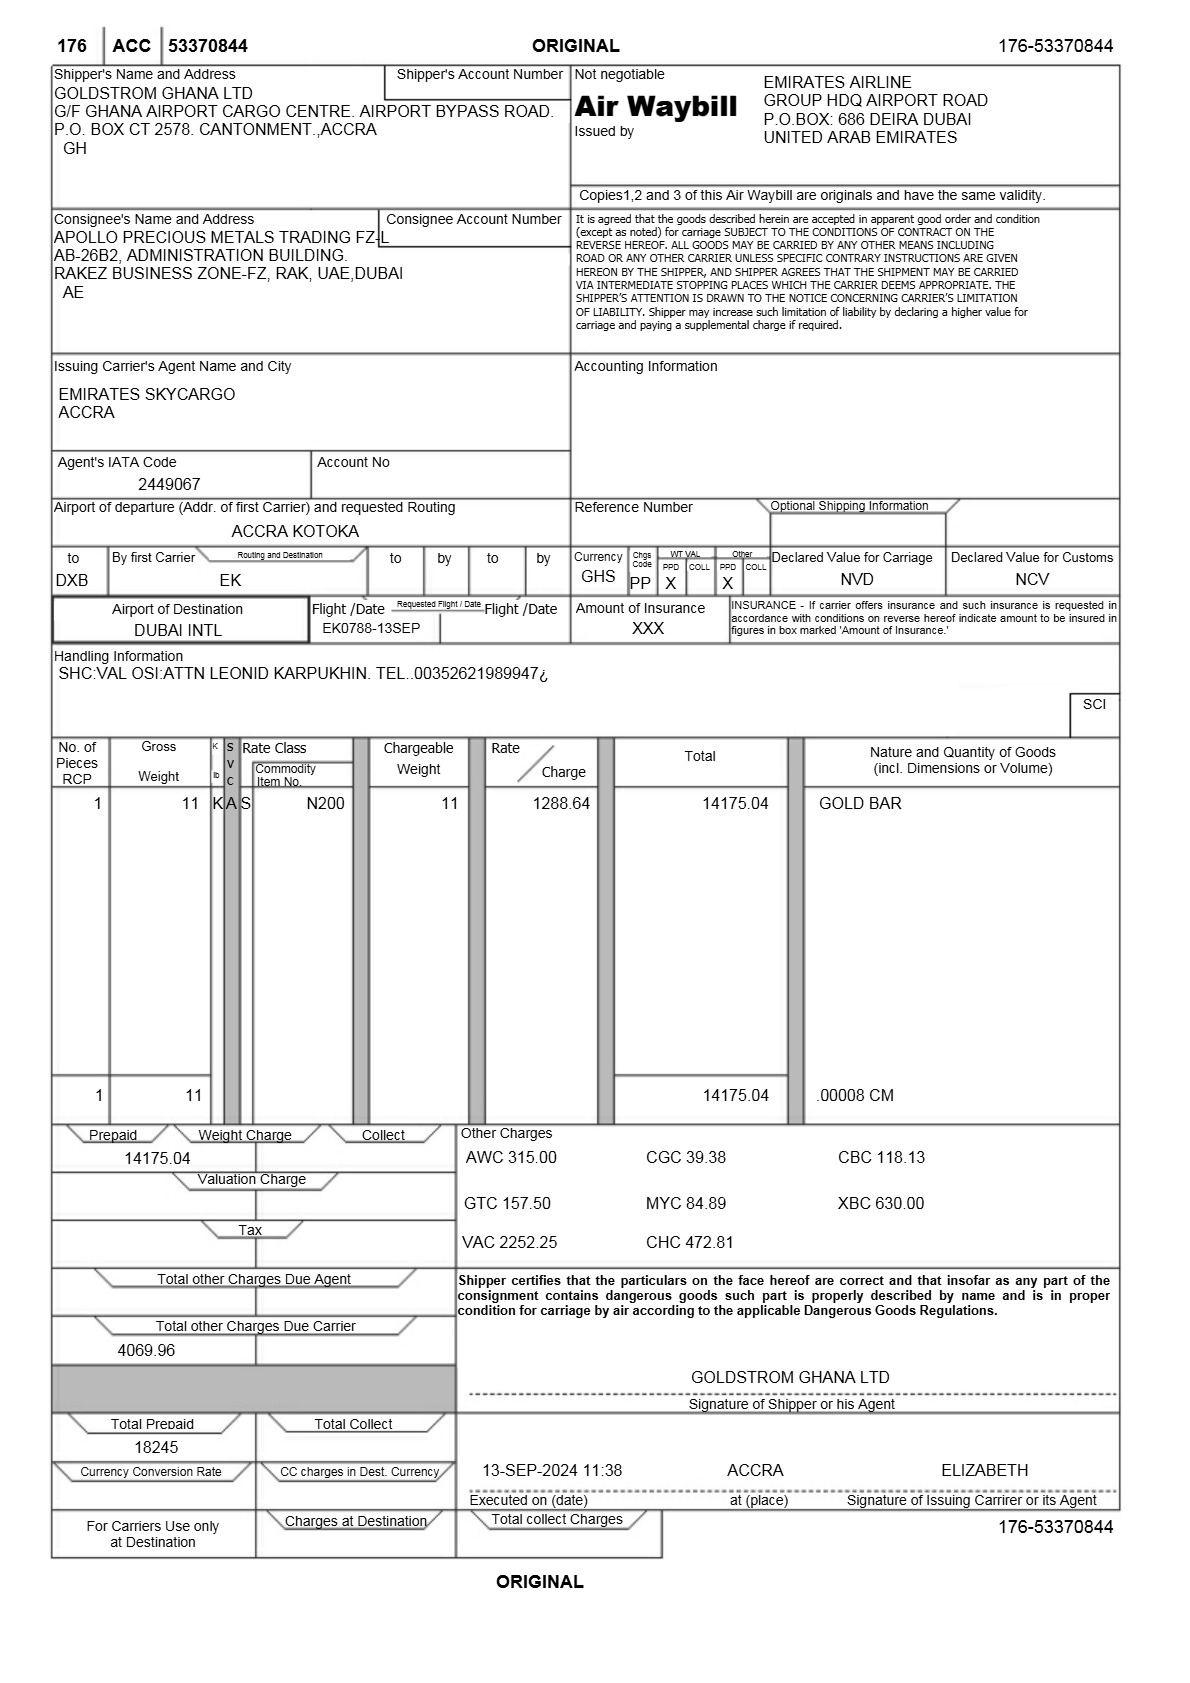 176 ACC 53370844 ORIGINAL 176-53370844
Shipper's Name and Address
Shipper's Account Number
GOLDSTROM GHANA LTD
G/F GHANA AIRPORT CARGO CENTRE. AIRPORT BYPASS ROAD.
P.O. BOX CT 2578. CANTONMENT.,ACCRA
GH
Not negotiable
Air Waybill
Issued by
EMIRATES AIRLINE
GROUP HDQ AIRPORT ROAD
P.O.BOX: 686 DEIRA DUBAI
UNITED ARAB EMIRATES
Copies1,2 and 3 of this Air Waybill are originals and have the same validity.
Consignee's Name and Address
Consignee Account Number
APOLLO PRECIOUS METALS TRADING FZ-L
AB-26B2, ADMINISTRATION BUILDING.
RAKEZ BUSINESS ZONE-FZ, RAK, UAE,DUBAI
AE
It is agreed that the goods described herein are accepted in apparent good order and condition
(except as noted) for carriage SUBJECT TO THE CONDITIONS OF CONTRACT ON THE
REVERSE HEREOF. ALL GOODS MAY BE CARRIED BY ANY OTHER MEANS INCLUDING
ROAD OR ANY OTHER CARRIER UNLESS SPECIFIC CONTRARY INSTRUCTIONS ARE GIVEN
HEREON BY THE SHIPPER, AND SHIPPER AGREES THAT THE SHIPMENT MAY BE CARRIED
VIA INTERMEDIATE STOPPING PLACES WHICH THE CARRIER DEEMS APPROPRIATE. THE
SHIPPER'S ATTENTION IS DRAWN TO THE NOTICE CONCERNING CARRIER'S LIMITATION
OF LIABILITY. Shipper may increase such limitation of liability by declaring a higher value for
carriage and paying a supplemental charge if required.
Issuing Carrier's Agent Name and City
EMIRATES SKYCARGO
ACCRA
Accounting Information
Agent's IATA Code
2449067
Account No
Airport of departure (Addr. of first Carrier) and requested Routing
ACCRA KOTOKA
Reference Number
Optional Shipping Information
to
DXB
By first Carrier
Routing and Destination
EK
to by to by
Currency
GHS
Chgs
Code
PP
WT VAL
PPD COLL
X
Other
PPD COLL
X
Declared Value for Carriage
NVD
Declared Value for Customs
NCV
Airport of Destination
DUBAI INTL
Flight /Date
Requested Flight / Date
Flight /Date
EK0788-13SEP
Amount of Insurance
XXX
INSURANCE - If carrier offers insurance and such insurance is requested in
accordance with conditions on reverse hereof indicate amount to be insured in
figures in box marked 'Amount of Insurance.'
Handling Information
SHC:VAL OSI:ATTN LEONID KARPUKHIN. TEL..00352621989947¿
SCI
No. of
Pieces
RCP
Gross
Weight
K
lb
S
V
C
Rate Class
Commodity
Item No.
Chargeable
Weight
Rate
Charge
Total
Nature and Quantity of Goods
(incl. Dimensions or Volume)
1 11 K A S N200 11 1288.64 14175.04 GOLD BAR
1 11 14175.04 .00008 CM
Prepaid
Weight Charge
Collect
14175.04
Valuation Charge
Tax
Other Charges
AWC 315.00 CGC 39.38 CBC 118.13
GTC 157.50 MYC 84.89 XBC 630.00
VAC 2252.25 CHC 472.81
Total other Charges Due Agent
Total other Charges Due Carrier
4069.96
Shipper certifies that the particulars on the face hereof are correct and that insofar as any part of the
consignment contains dangerous goods such part is properly described by name and is in proper
condition for carriage by air according to the applicable Dangerous Goods Regulations.
GOLDSTROM GHANA LTD
Signature of Shipper or his Agent
Total Prepaid
Total Collect
18245
Currency Conversion Rate
CC charges in Dest. Currency
13-SEP-2024 11:38 ACCRA ELIZABETH
Executed on (date) at (place) Signature of Issuing Carrirer or its Agent
For Carriers Use only
at Destination
Charges at Destination
Total collect Charges
176-53370844
ORIGINAL